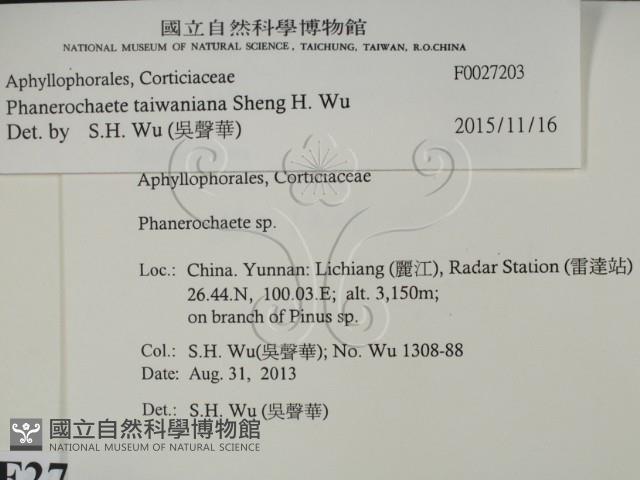 國立自然科學博物館
NATIONAL MUSEUM OF NATURAL SCIENCE, TAICHUNG, TAIWAN, R.O.CHINA
Aphyllophorales, Corticiaceae F0027203
Phanerochaete taiwaniana Sheng H. Wu
Det. by S.H. Wu (吳聲華) 2015/11/16
Aphyllophorales, Corticiaceae
Phanerochaete sp.
Loc.: China. Yunnan: Lichiang (麗江), Radar Station (雷達站)
26.44.N, 100.03.E; alt. 3,150m;
on branch of Pinus sp.
Col.: S.H. Wu(吳聲華); No. Wu 1308-88
Date: Aug. 31, 2013
Det.: S.H. Wu (吳聲華)
國立自然科學博物館
NATIONAL MUSEUM OF NATURAL SCIENCE
F27